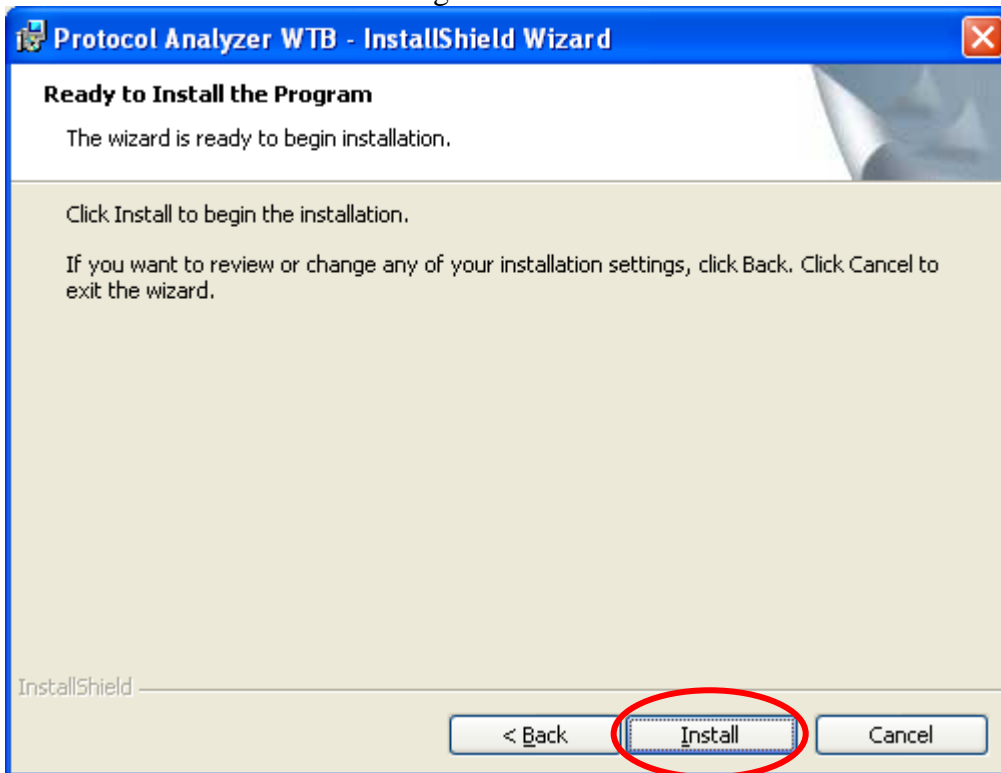 Protocol Analyzer WTB - InstallShield Wizard
Ready to Install the Program
The wizard is ready to begin installation.
Click Install to begin the installation.
If you want to review or change any of your installation settings, click Back. Click Cancel to
exit the wizard.
InstallShield
< Back Install Cancel